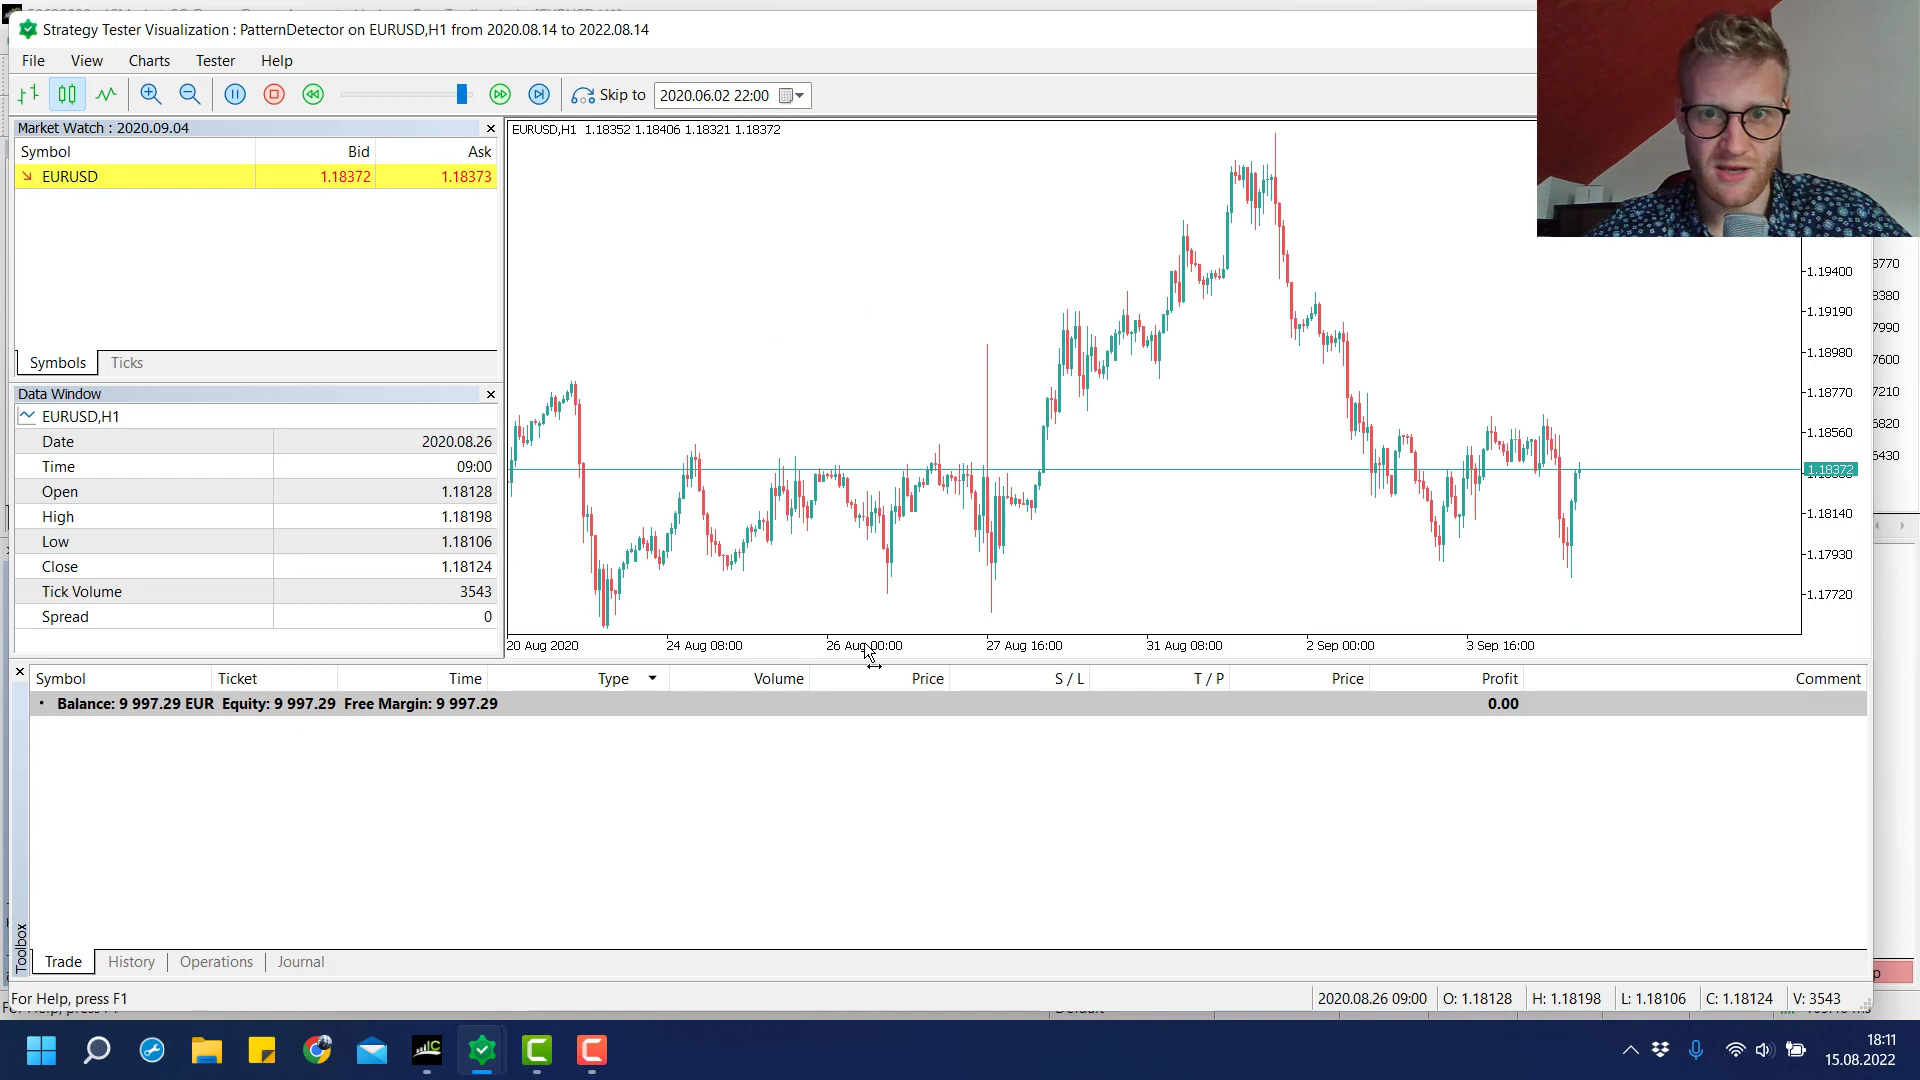 Strategy Tester Visualization : PatternDetector on EURUSD,H1 from 2020.08.14 to 2022.08.14
File View Charts Tester Help
Skip to 2020.06.02 22:00
Market Watch : 2020.09.04
Symbol Bid Ask
EURUSD 1.18372 1.18373
Symbols Ticks
Data Window
EURUSD,H1
Date 2020.08.26
Time 09:00
Open 1.18128
High 1.18198
Low 1.18106
Close 1.18124
Tick Volume 3543
Spread 0
EURUSD,H1 1.18352 1.18406 1.18321 1.18372
1.19400
1.19190
1.18980
1.18770
1.18560
1.18372
1.18140
1.17930
1.17720
8770
8380
7990
7600
7210
6820
6430
20 Aug 2020 24 Aug 08:00 26 Aug 00:00 27 Aug 16:00 31 Aug 08:00 2 Sep 00:00 3 Sep 16:00
Symbol Ticket Time Type Volume Price S / L T / P Price Profit Comment
Balance: 9 997.29 EUR Equity: 9 997.29 Free Margin: 9 997.29 0.00
Toolbox
Trade History Operations Journal
For Help, press F1 2020.08.26 09:00 O: 1.18128 H: 1.18198 L: 1.18106 C: 1.18124 V: 3543
IC
18:11
15.08.2022